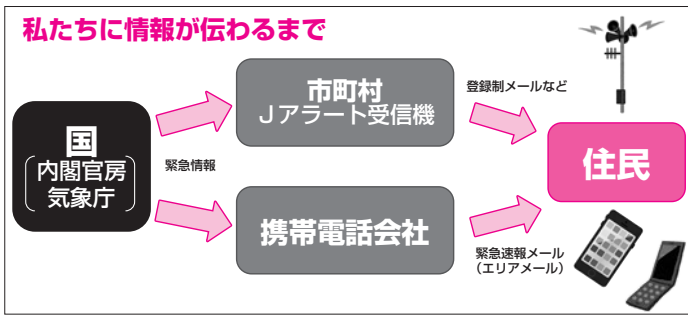 私たちに情報が伝わるまで
国
内閣官房
気象庁
緊急情報
市町村
Jアラート受信機
携帯電話会社
登録制メールなど
緊急速報メール
（エリアメール）
住民